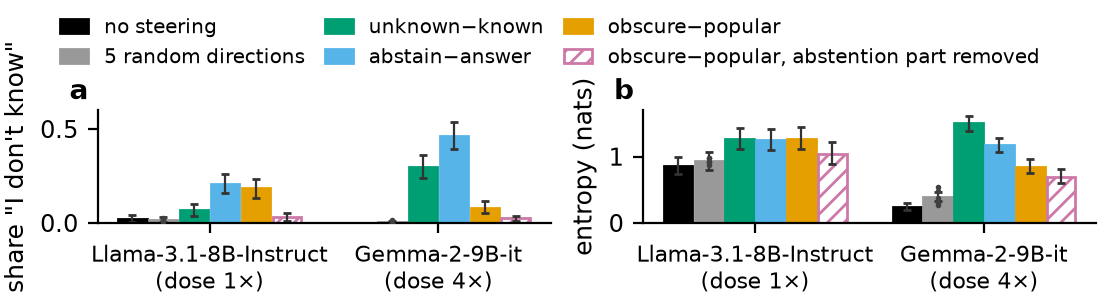 no steering
unknown−known
obscure−popular
5 random directions
abstain−answer
obscure−popular, abstention part removed
a
share "I don't know"
0.5
0.0
Llama-3.1-8B-Instruct
(dose 1×)
Gemma-2-9B-it
(dose 4×)
b
entropy (nats)
1
0
Llama-3.1-8B-Instruct
(dose 1×)
Gemma-2-9B-it
(dose 4×)